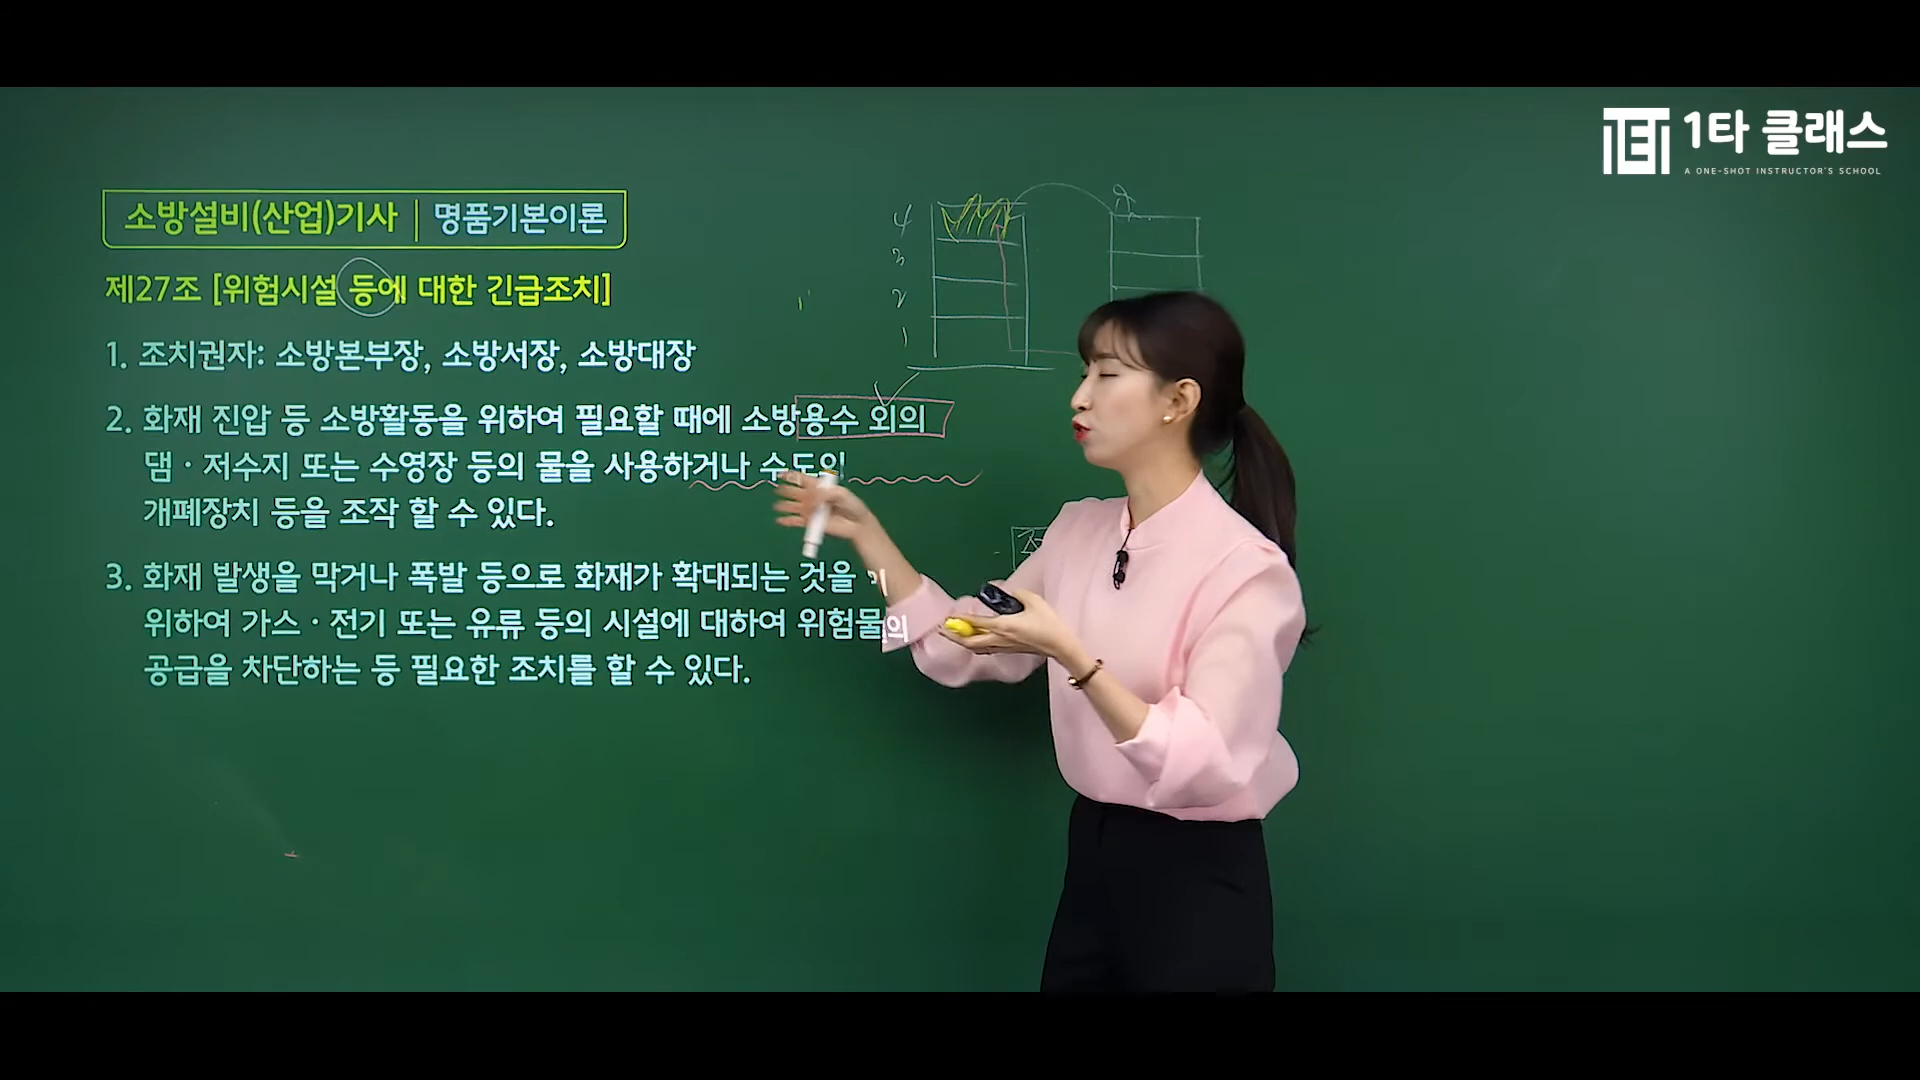 1타 클래스
A ONE-SHOT INSTRUCTOR'S SCHOOL
소방설비(산업)기사 | 명품기본이론
제27조 [위험시설 등에 대한 긴급조치]
1. 조치권자: 소방본부장, 소방서장, 소방대장
2. 화재 진압 등 소방활동을 위하여 필요할 때에 소방용수 외의
댐 · 저수지 또는 수영장 등의 물을 사용하거나 수도의
개폐장치 등을 조작 할 수 있다.
3. 화재 발생을 막거나 폭발 등으로 화재가 확대되는 것을
위하여 가스 · 전기 또는 유류 등의 시설에 대하여 위험물의
공급을 차단하는 등 필요한 조치를 할 수 있다.
4
3
2
1